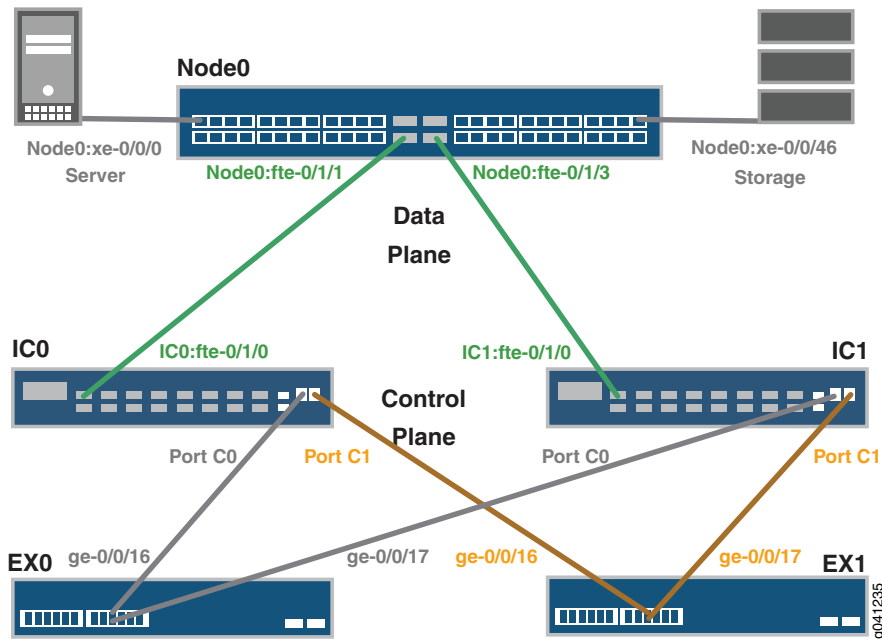 Node0
Node0:xe-0/0/0
Server
Node0:fte-0/1/1
Node0:fte-0/1/3
Node0:xe-0/0/46
Storage
Data
Plane
IC0
IC0:fte-0/1/0
IC1:fte-0/1/0
IC1
Control
Plane
Port C0
Port C1
Port C0
Port C1
EX0
ge-0/0/16
ge-0/0/17
ge-0/0/16
ge-0/0/17
EX1
g041235